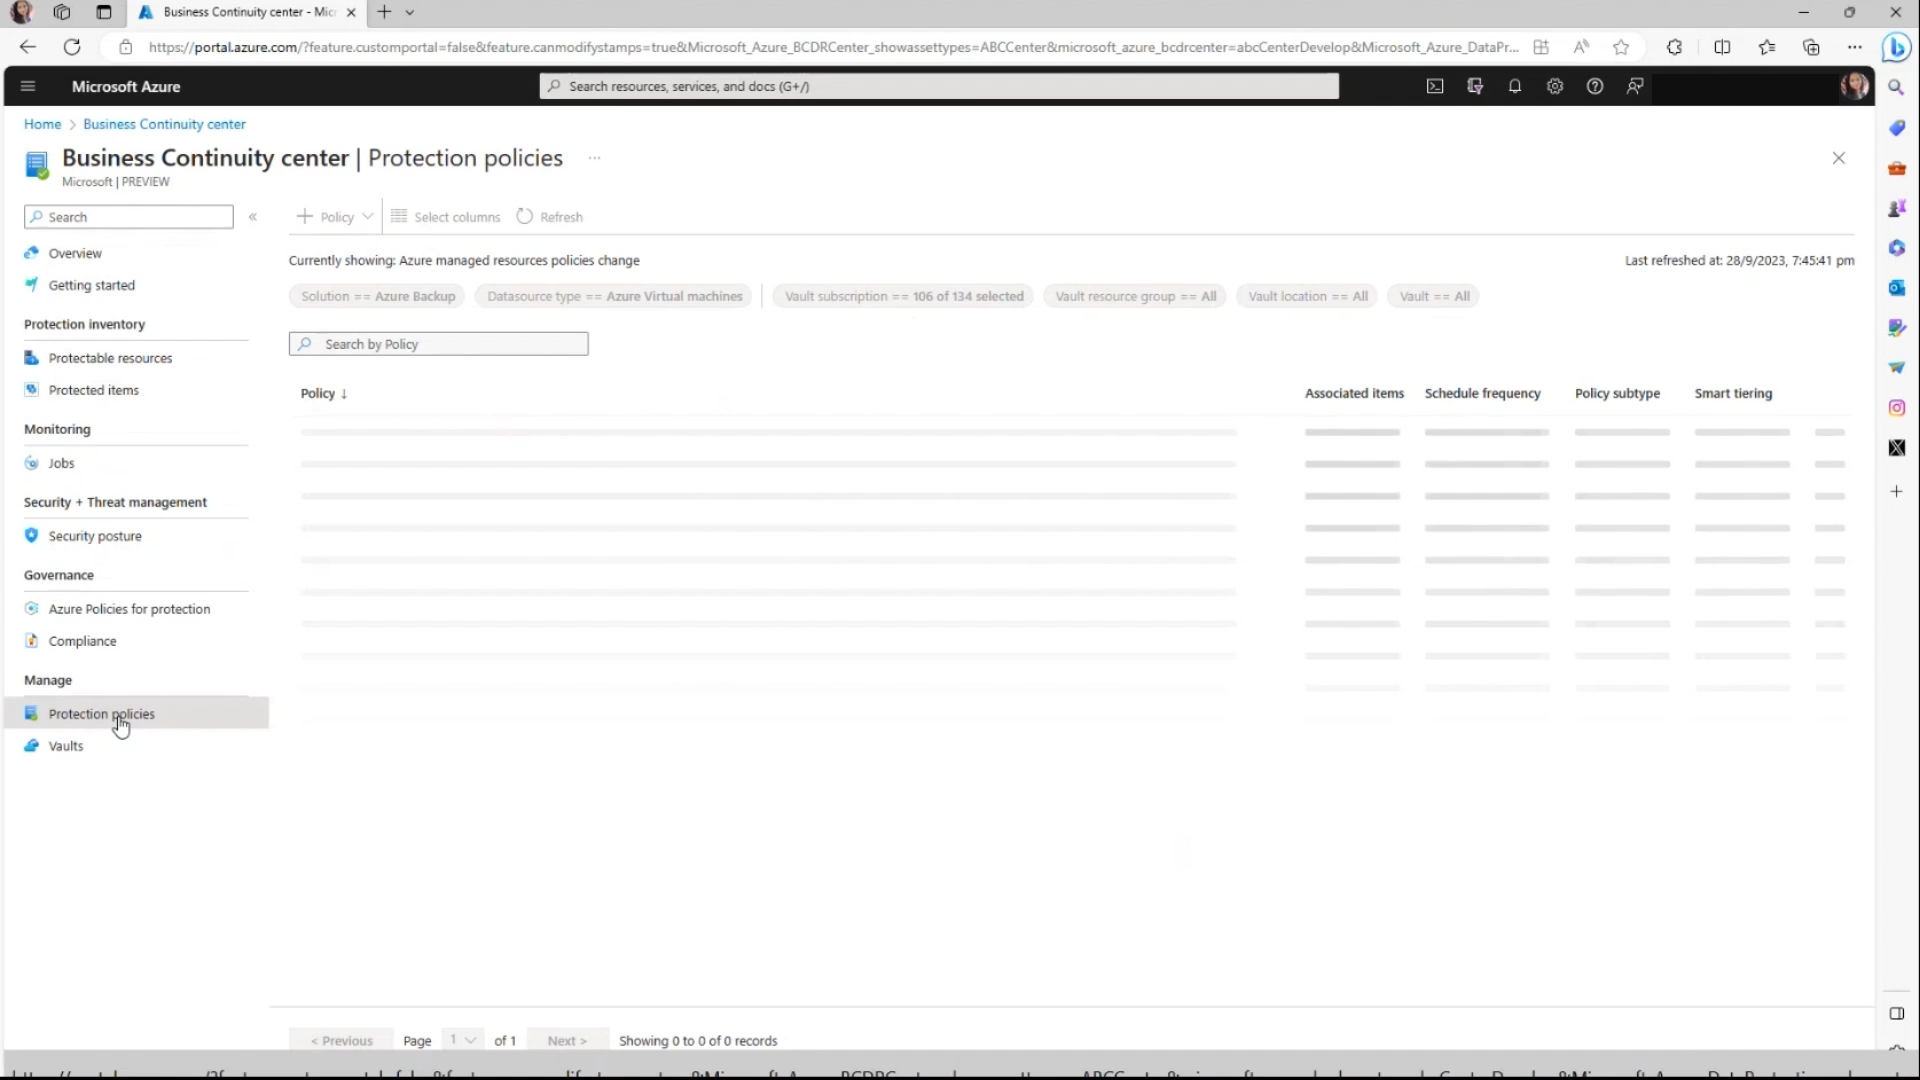 Business Continuity center - Mic
https://portal.azure.com/?feature.customportal=false&feature.canmodifystamps=true&Microsoft_Azure_BCDRCenter_showassettypes=ABCCenter&microsoft_azure_bcdrcenter=abcCenterDevelop&Microsoft_Azure_DataPr...
Microsoft Azure
Search resources, services, and docs (G+/)
Home > Business Continuity center
Business Continuity center | Protection policies ...
Microsoft | PREVIEW
Search
Policy
Select columns
Refresh
Overview
Getting started
Protection inventory
Protectable resources
Protected items
Monitoring
Jobs
Security + Threat management
Security posture
Governance
Azure Policies for protection
Compliance
Manage
Protection policies
Vaults
Currently showing: Azure managed resources policies change
Last refreshed at: 28/9/2023, 7:45:41 pm
Solution == Azure Backup
Datasource type == Azure Virtual machines
Vault subscription == 106 of 134 selected
Vault resource group == All
Vault location == All
Vault == All
Search by Policy
Policy ↓
Associated items
Schedule frequency
Policy subtype
Smart tiering
< Previous
Page 1 of 1
Next >
Showing 0 to 0 of 0 records